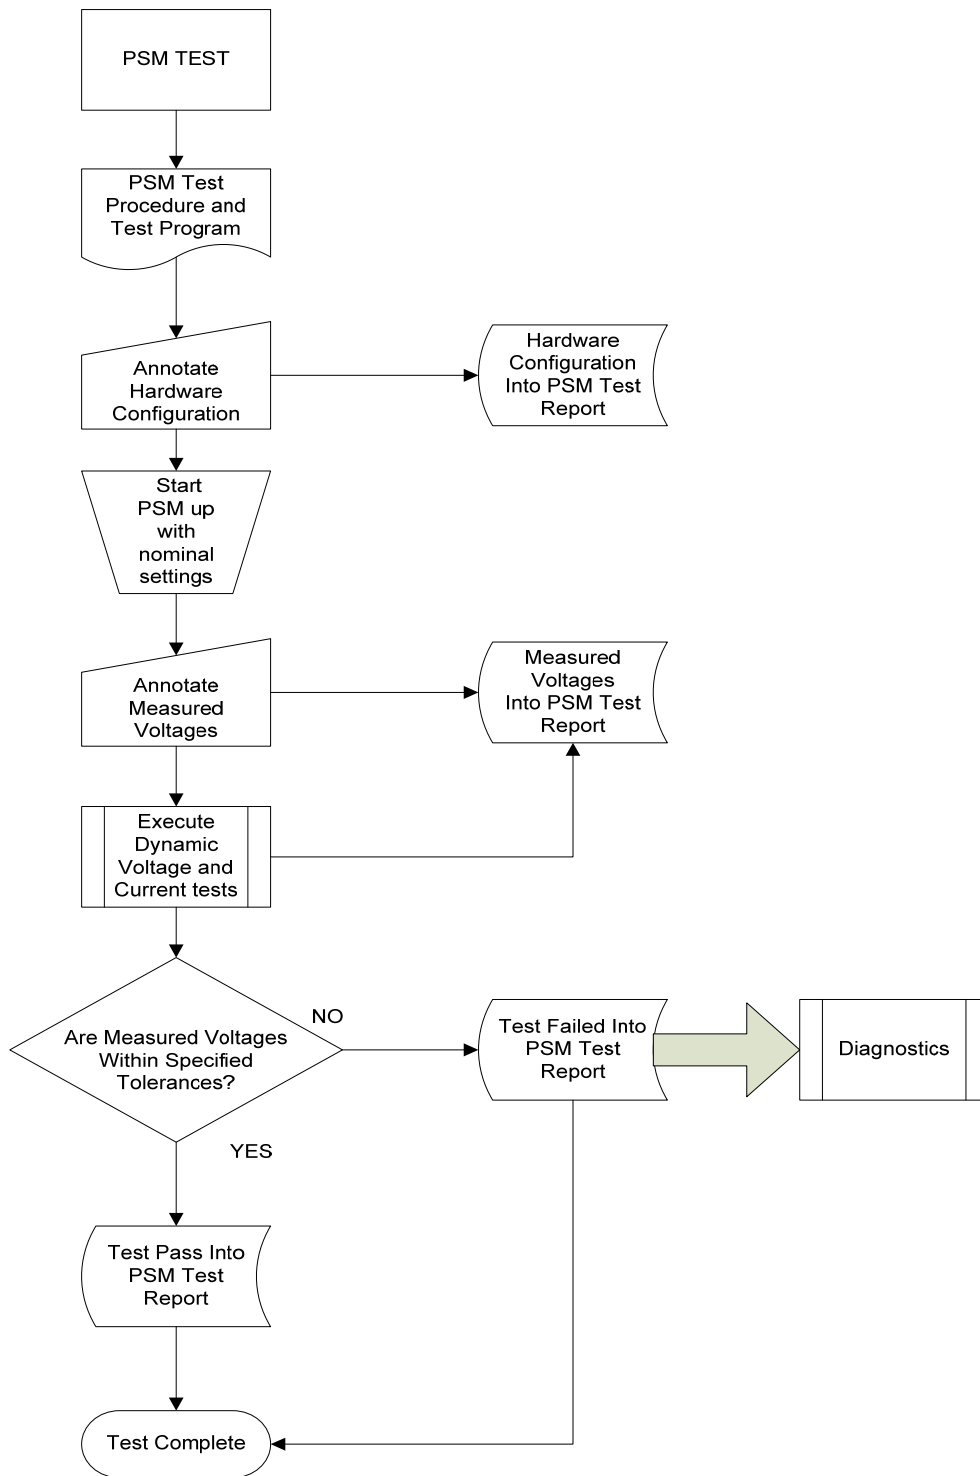 PSM TEST
PSM Test
Procedure and
Test Program
Annotate
Hardware
Configuration
Hardware
Configuration
Into PSM Test
Report
Start
PSM up
with
nominal
settings
Annotate
Measured
Voltages
Measured
Voltages
Into PSM Test
Report
Execute
Dynamic
Voltage and
Current tests
Are Measured Voltages
Within Specified
Tolerances?
NO
Test Failed Into
PSM Test
Report
Diagnostics
YES
Test Pass Into
PSM Test
Report
Test Complete